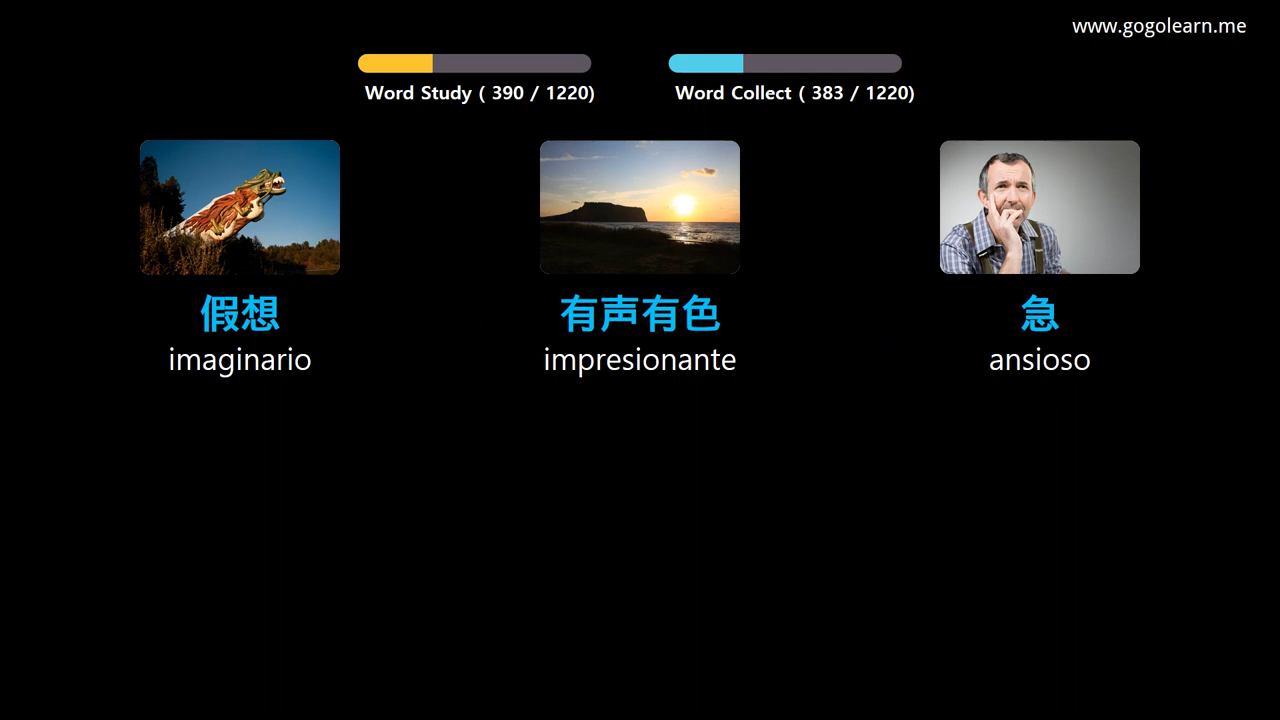 www.gogolearn.me
Word Study ( 390 / 1220)
Word Collect ( 383 / 1220)
假想
imaginario
有声有色
impresionante
急
ansioso